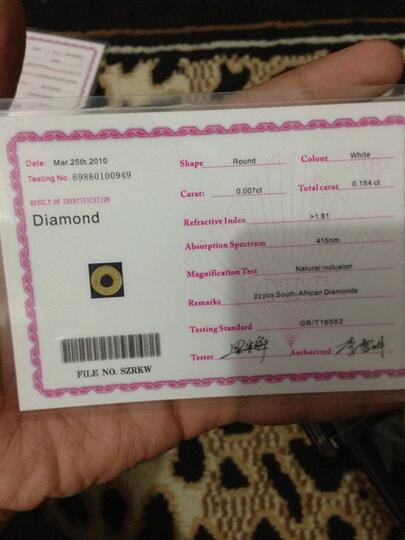 Date: Mar.25th.2010
Testing No. 69880100949
RESULT OF IDENTIFICATION
Diamond
FILE NO. SZRKW
Shape Round Colour White
Carat: 0.007ct Total carat 0.154 ct
Refractive Index >1.81
Absorption Spectrum 415nm
Magnification Test Natural inclusion
Remarks 22 pcs South-African Diamonds
Testing Standard GB/T16552
Tester Authorized